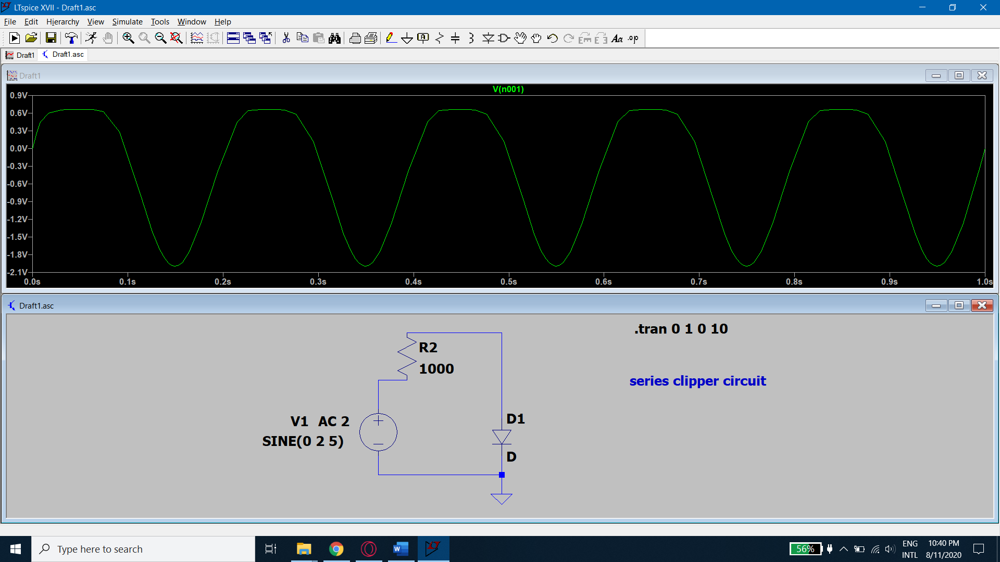 LTspice XVII - Draft1.asc
File Edit Hierarchy View Simulate Tools Window Help
Draft1 Draft1.asc
Draft1
V(n001)
0.9V
0.6V
0.3V
0.0V
-0.3V
-0.6V
-0.9V
-1.2V
-1.5V
-1.8V
-2.1V
0.0s 0.1s 0.2s 0.3s 0.4s 0.5s 0.6s 0.7s 0.8s 0.9s 1.0s
Draft1.asc
.tran 0 1 0 10
R2
1000
series clipper circuit
V1 AC 2
SINE(0 2 5)
D1
D
Type here to search
56%
ENG
INTL
10:40 PM
8/11/2020